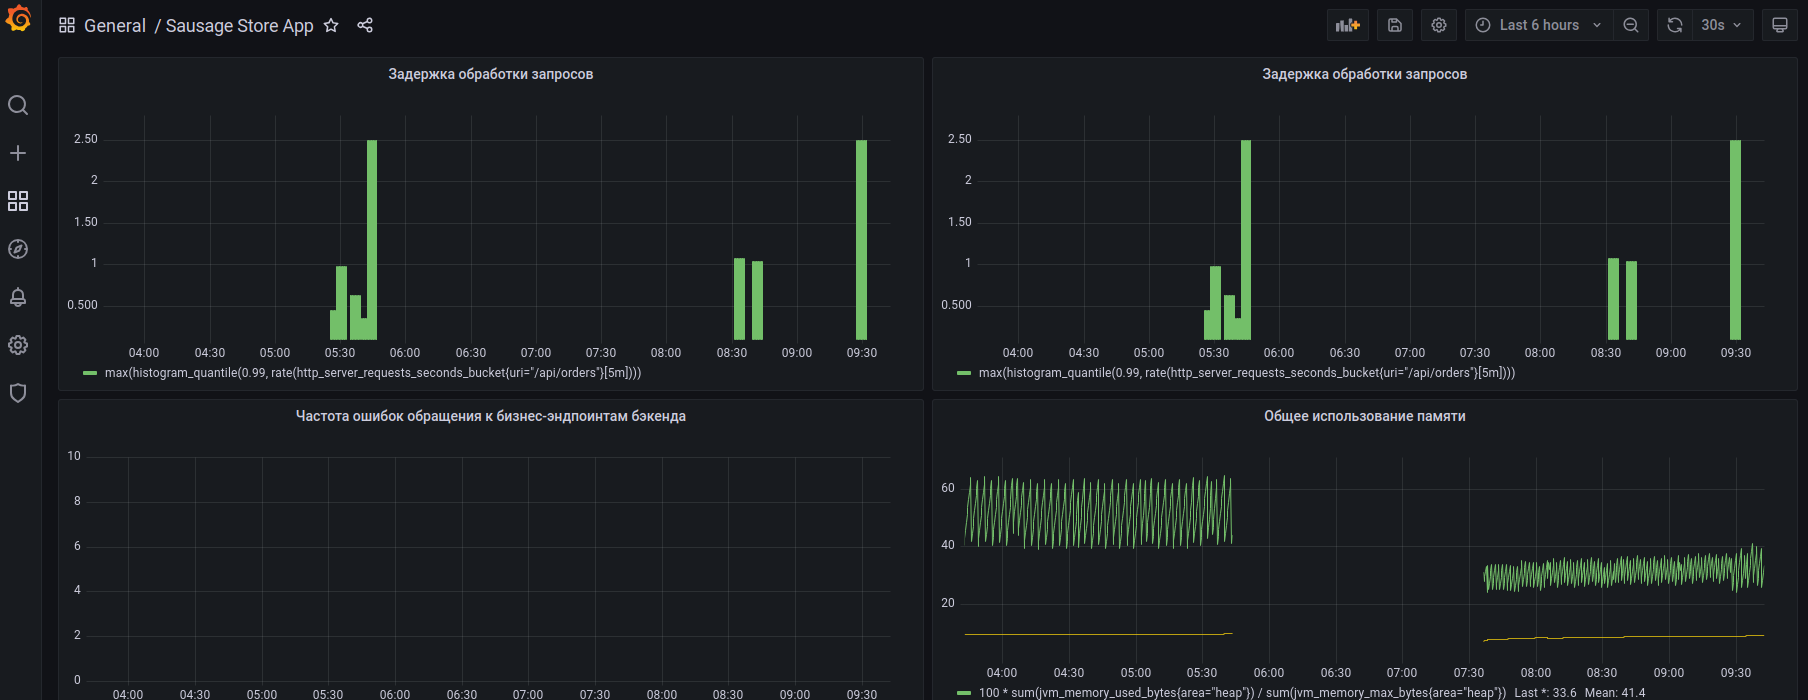 General / Sausage Store App
Last 6 hours
30s
Задержка обработки запросов
2.50
2
1.50
1
0.500
04:00 04:30 05:00 05:30 06:00 06:30 07:00 07:30 08:00 08:30 09:00 09:30
max(histogram_quantile(0.99, rate(http_server_requests_seconds_bucket{uri="/api/orders"}[5m])))
Задержка обработки запросов
2.50
2
1.50
1
0.500
04:00 04:30 05:00 05:30 06:00 06:30 07:00 07:30 08:00 08:30 09:00 09:30
max(histogram_quantile(0.99, rate(http_server_requests_seconds_bucket{uri="/api/orders"}[5m])))
Частота ошибок обращения к бизнес-эндпоинтам бэкенда
10
8
6
4
2
0
04:00 04:30 05:00 05:30 06:00 06:30 07:00 07:30 08:00 08:30 09:00 09:30
Общее использование памяти
60
40
20
04:00 04:30 05:00 05:30 06:00 06:30 07:00 07:30 08:00 08:30 09:00 09:30
100 * sum(jvm_memory_used_bytes{area="heap"}) / sum(jvm_memory_max_bytes{area="heap"}) Last *: 33.6 Mean: 41.4